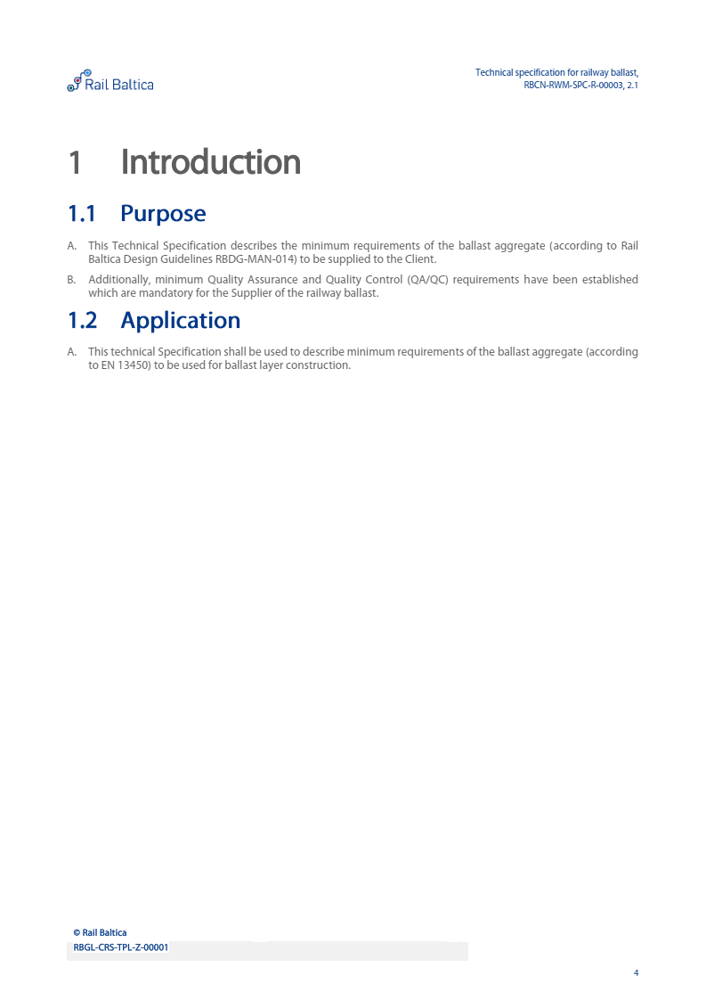 Rail Baltica
Technical specification for railway ballast,
RBCN-RWM-SPC-R-00003, 2.1
1 Introduction
1.1 Purpose
A. This Technical Specification describes the minimum requirements of the ballast aggregate (according to Rail
Baltica Design Guidelines RBDG-MAN-014) to be supplied to the Client.
B. Additionally, minimum Quality Assurance and Quality Control (QA/QC) requirements have been established
which are mandatory for the Supplier of the railway ballast.
1.2 Application
A. This technical Specification shall be used to describe minimum requirements of the ballast aggregate (according
to EN 13450) to be used for ballast layer construction.
© Rail Baltica
RBGL-CRS-TPL-Z-00001
4